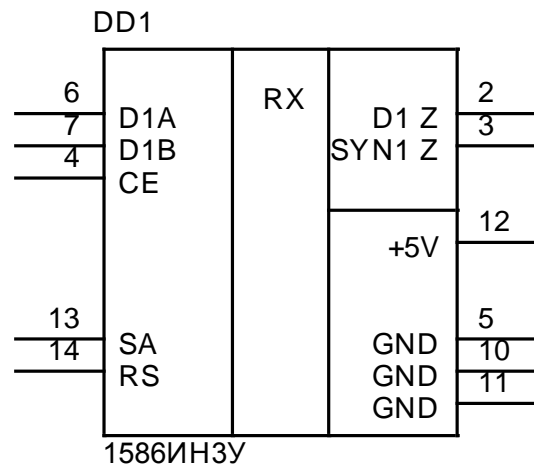 DD1
6 D1A RX D1 Z 2
7 D1B SYN1 Z 3
4 CE
+5V 12
13 SA GND 5
14 RS GND 10
GND 11
1586ИН3У